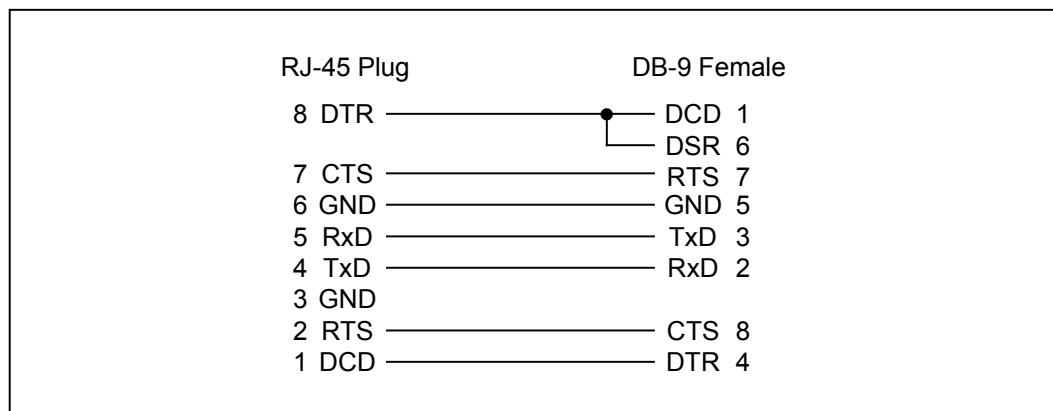 RJ-45 Plug DB-9 Female
8 DTR DCD 1
DSR 6
7 CTS RTS 7
6 GND GND 5
5 RxD TxD 3
4 TxD RxD 2
3 GND
2 RTS CTS 8
1 DCD DTR 4